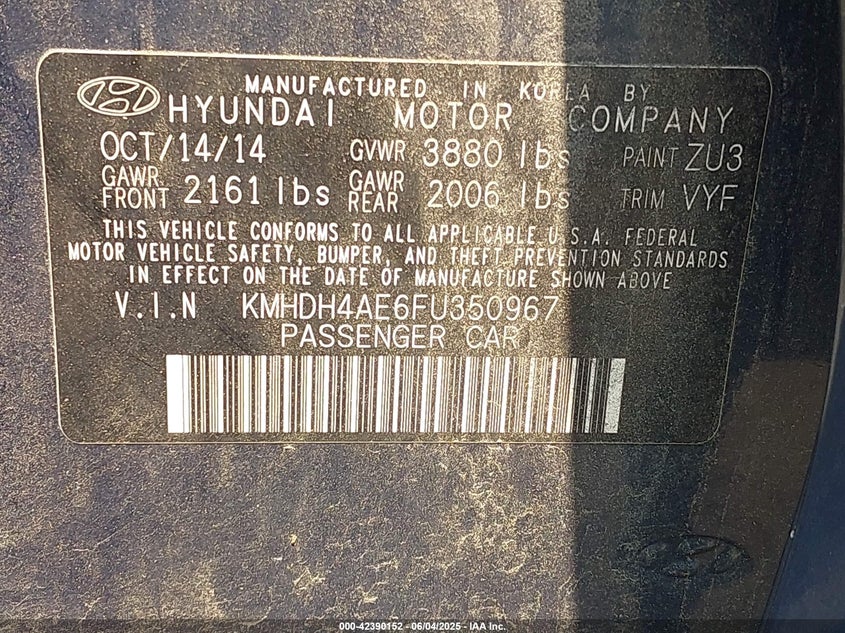 MANUFACTURED IN KOREA BY
HYUNDAI MOTOR COMPANY
OCT/14/14 GVWR 3880 lbs PAINT ZU3
GAWR FRONT 2161 lbs GAWR REAR 2006 lbs TRIM VYF
THIS VEHICLE CONFORMS TO ALL APPLICABLE U.S.A. FEDERAL
MOTOR VEHICLE SAFETY, BUMPER, AND THEFT PREVENTION STANDARDS
IN EFFECT ON THE DATE OF MANUFACTURE SHOWN ABOVE
V.I.N KMHDH4AE6FU350967
PASSENGER CAR
000-42390152 - 06/04/2025 - IAA Inc.